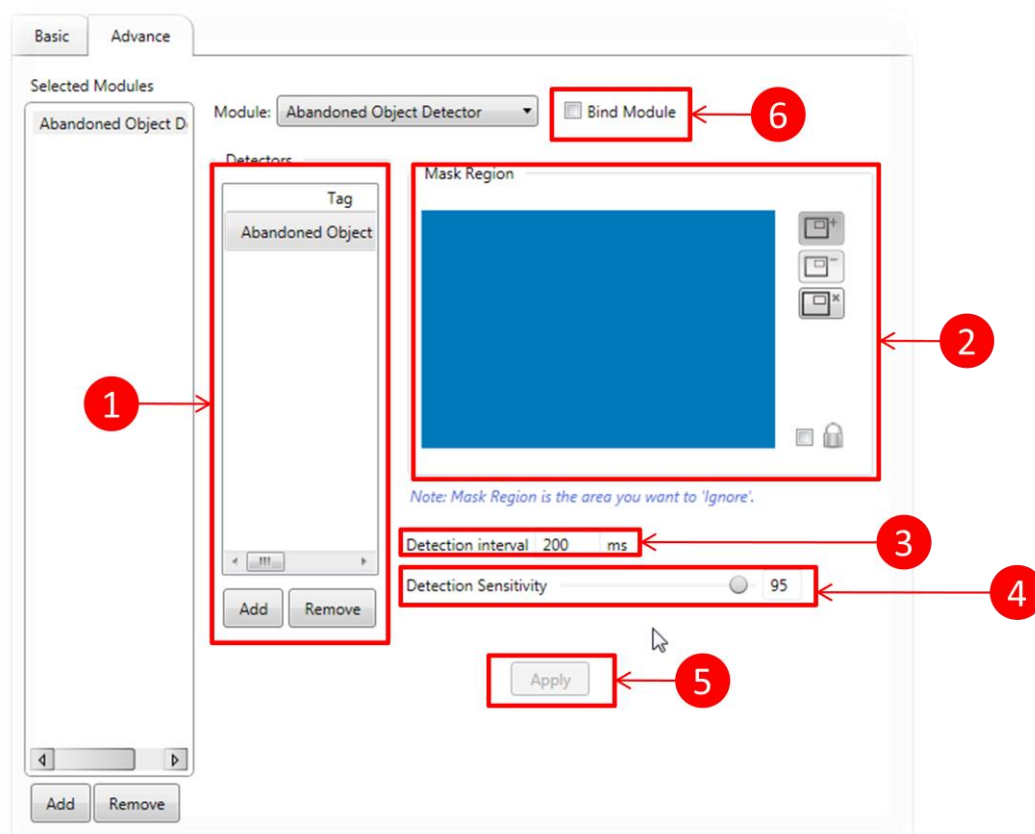 Basic Advance
Selected Modules
Abandoned Object D
Module: Abandoned Object Detector
Bind Module
6
Detectors
Tag
Abandoned Object
Add Remove
1
Mask Region
2
Note: Mask Region is the area you want to 'Ignore'.
Detection interval 200 ms
3
Detection Sensitivity 95
4
Apply
5
Add Remove